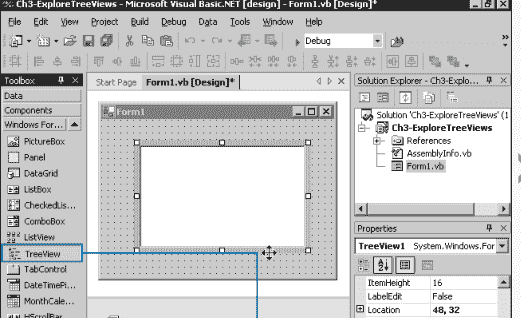 Ch3-ExploreTreeViews - Microsoft Visual Basic.NET [design] - Form1.vb [Design]*
File Edit View Project Build Debug Data Tools Window Help
Debug
Toolbox
Start Page Form1.vb [Design]*
Solution Explorer - Ch3-Explo...
Data
Components
Windows For...
PictureBox
Panel
DataGrid
ListBox
CheckedLis...
ComboBox
ListView
TreeView
TabControl
DateTimePi...
MonthCale...
HScrollBar
Form1
Solution 'Ch3-ExploreTreeViews' (1
Ch3-ExploreTreeViews
References
AssemblyInfo.vb
Form1.vb
Properties
TreeView1 System.Windows.For
ItemHeight 16
LabelEdit False
Location 48, 32